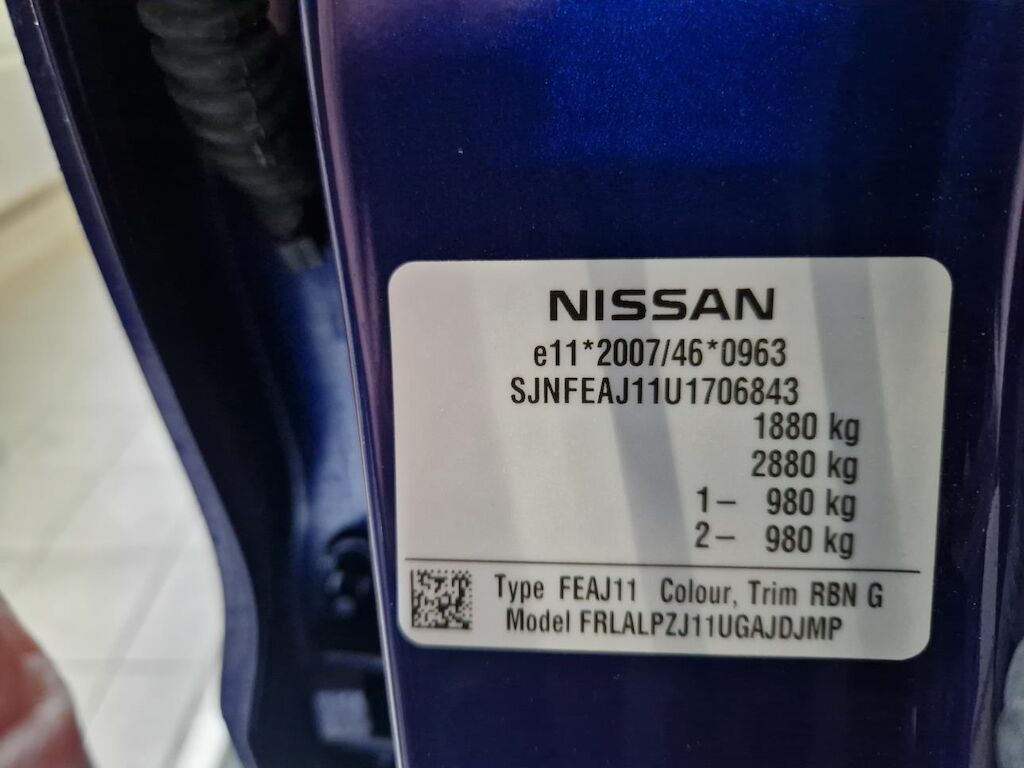 NISSAN
e11*2007/46*0963
SJNFEAJ11U1706843
1880 kg
2880 kg
1– 980 kg
2– 980 kg
Type FEAJ11 Colour, Trim RBN G
Model FRLALPZJ11UGAJDJMP